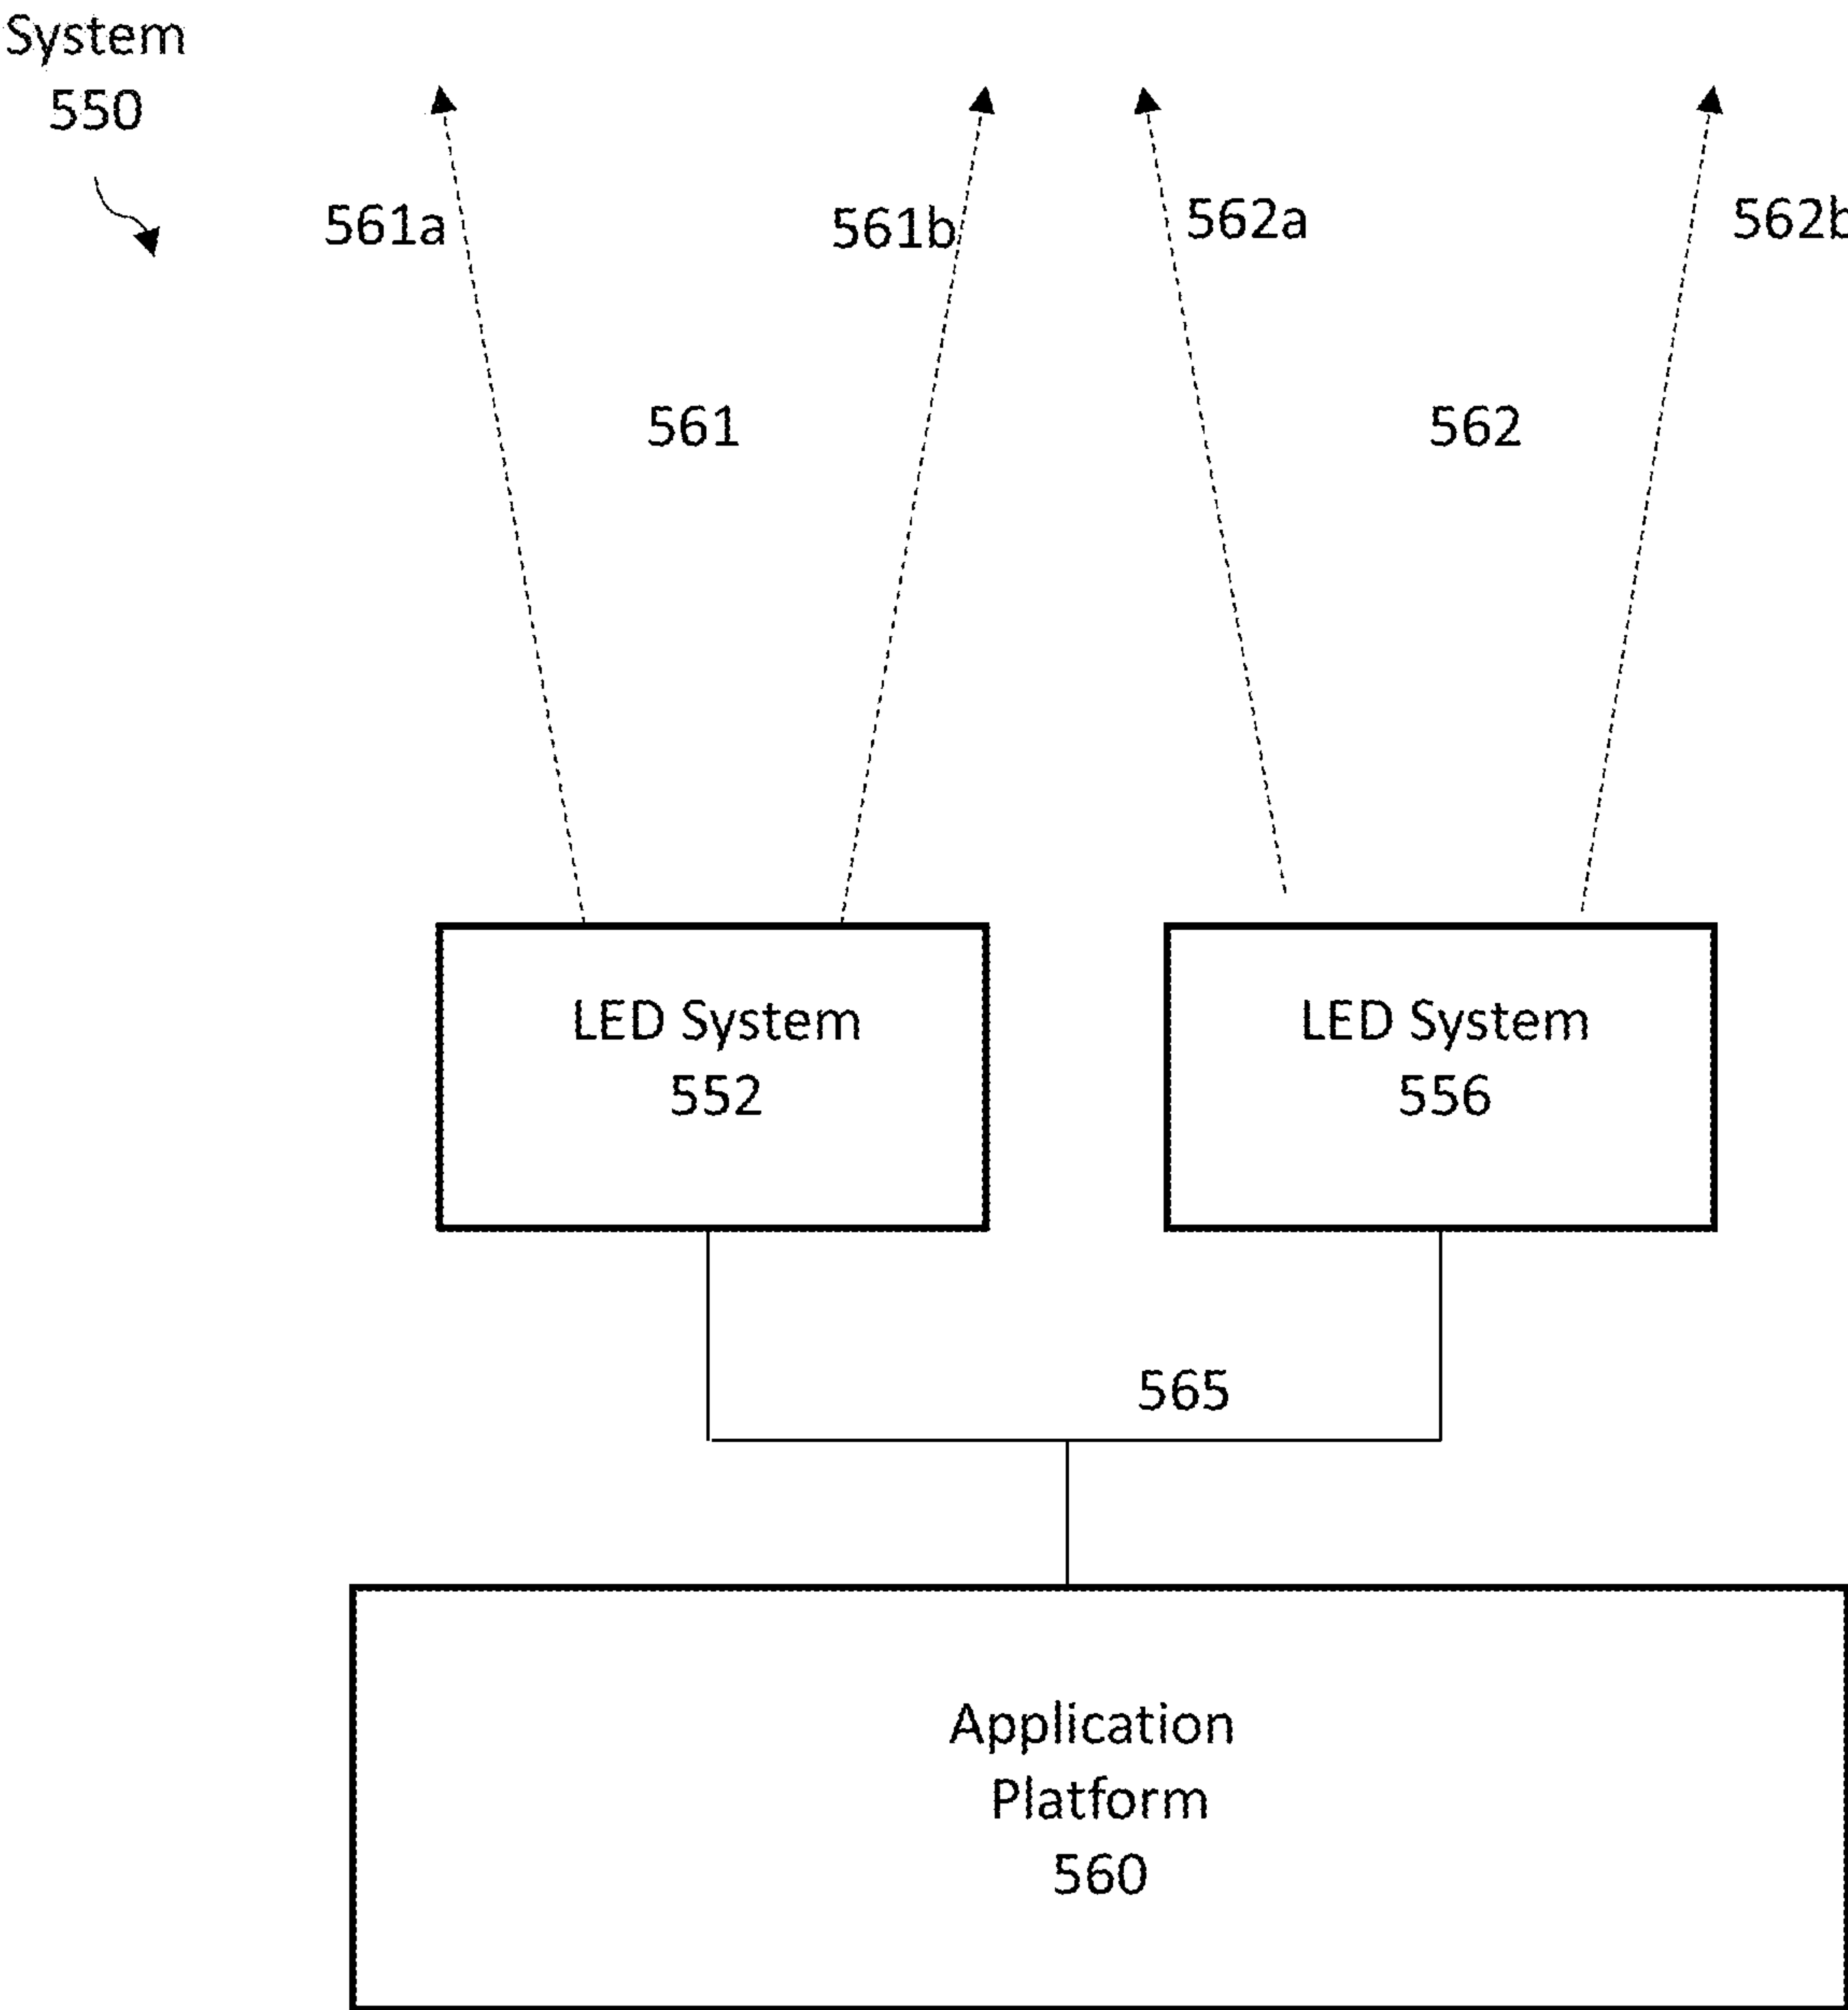 System
550
561a
561b
562a
562b
561
562
LED System
552
LED System
556
565
Application
Platform
560